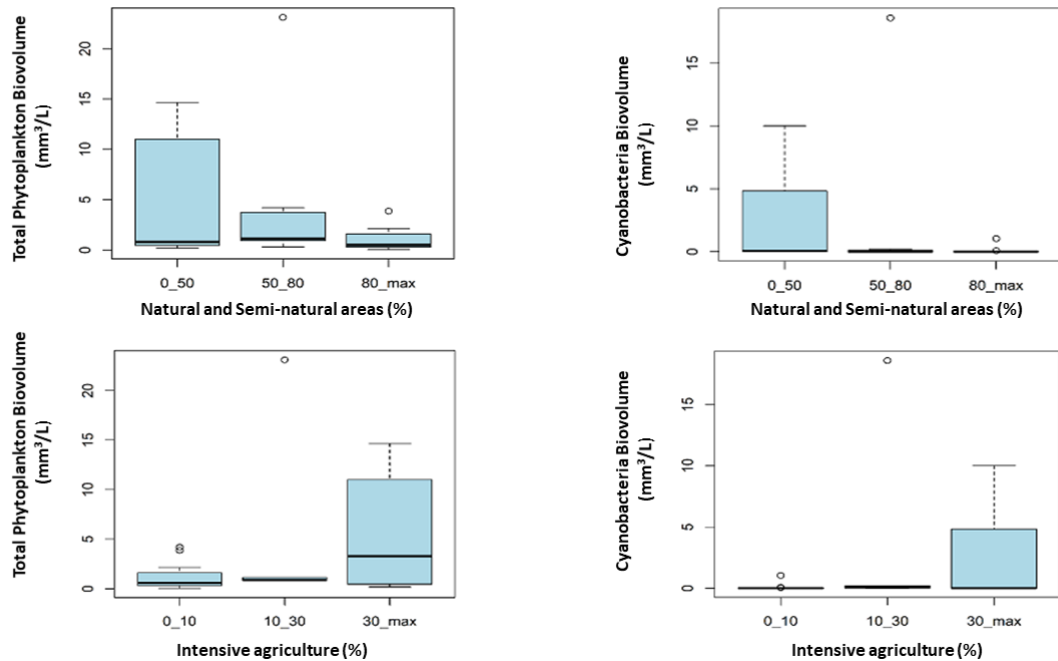 Total Phytoplankton Biovolume
(mm³/L)
20
15
10
5
0
0_50
50_80
80_max
Natural and Semi-natural areas (%)
Cyanobacteria Biovolume
(mm³/L)
15
10
5
0
0_50
50_80
80_max
Natural and Semi-natural areas (%)
Total Phytoplankton Biovolume
(mm³/L)
20
15
10
5
0
0_10
10_30
30_max
Intensive agriculture (%)
Cyanobacteria Biovolume
(mm³/L)
15
10
5
0
0_10
10_30
30_max
Intensive agriculture (%)